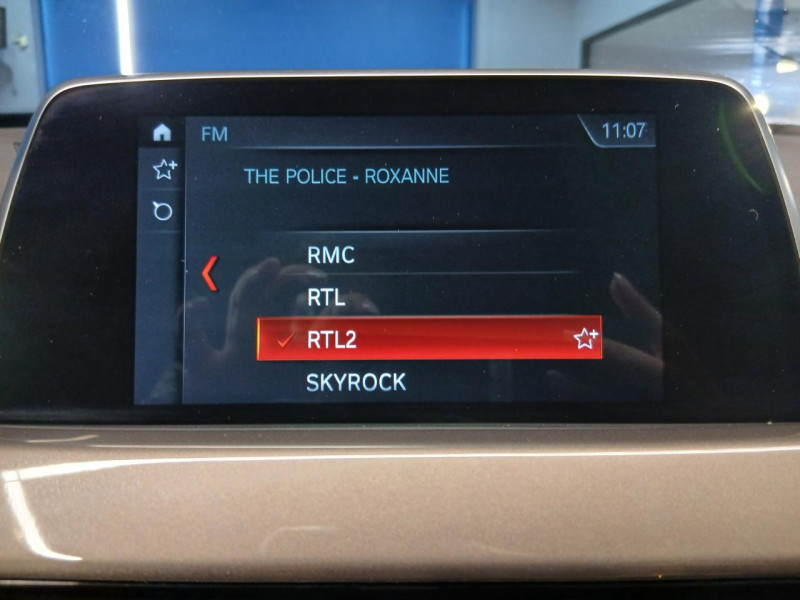 FM
11:07
THE POLICE - ROXANNE
RMC
RTL
RTL2
SKYROCK